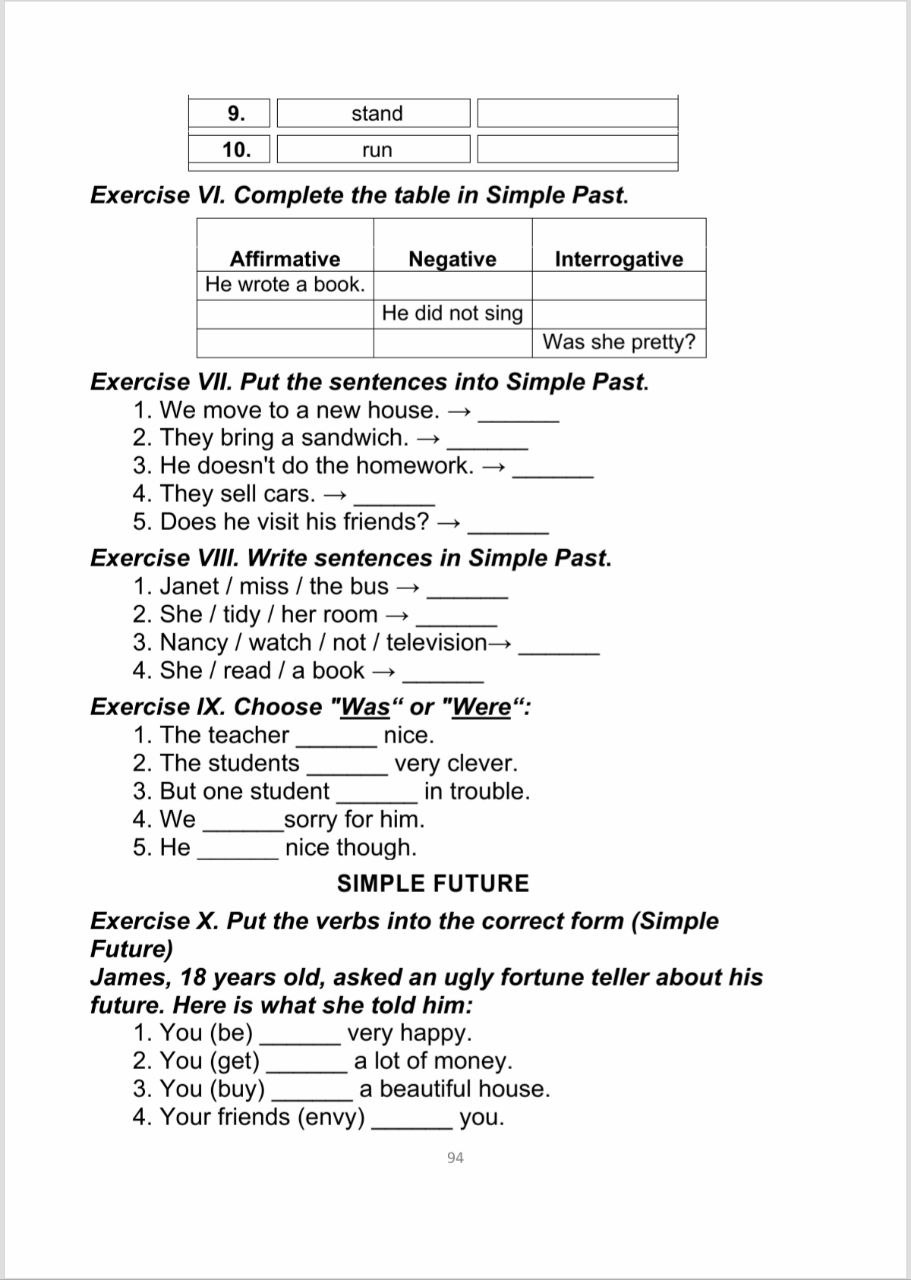 9. stand
10. run
Exercise VI. Complete the table in Simple Past.
Affirmative Negative Interrogative
He wrote a book.
He did not sing
Was she pretty?
Exercise VII. Put the sentences into Simple Past.
1. We move to a new house. → ______
2. They bring a sandwich. → ______
3. He doesn't do the homework. → ______
4. They sell cars. → ______
5. Does he visit his friends? → ______
Exercise VIII. Write sentences in Simple Past.
1. Janet / miss / the bus → ______
2. She / tidy / her room → ______
3. Nancy / watch / not / television→ ______
4. She / read / a book → ______
Exercise IX. Choose "Was“ or "Were“:
1. The teacher ______ nice.
2. The students ______ very clever.
3. But one student ______ in trouble.
4. We ______sorry for him.
5. He ______ nice though.
SIMPLE FUTURE
Exercise X. Put the verbs into the correct form (Simple
Future)
James, 18 years old, asked an ugly fortune teller about his
future. Here is what she told him:
1. You (be) ______ very happy.
2. You (get) ______ a lot of money.
3. You (buy) ______ a beautiful house.
4. Your friends (envy) ______ you.
94